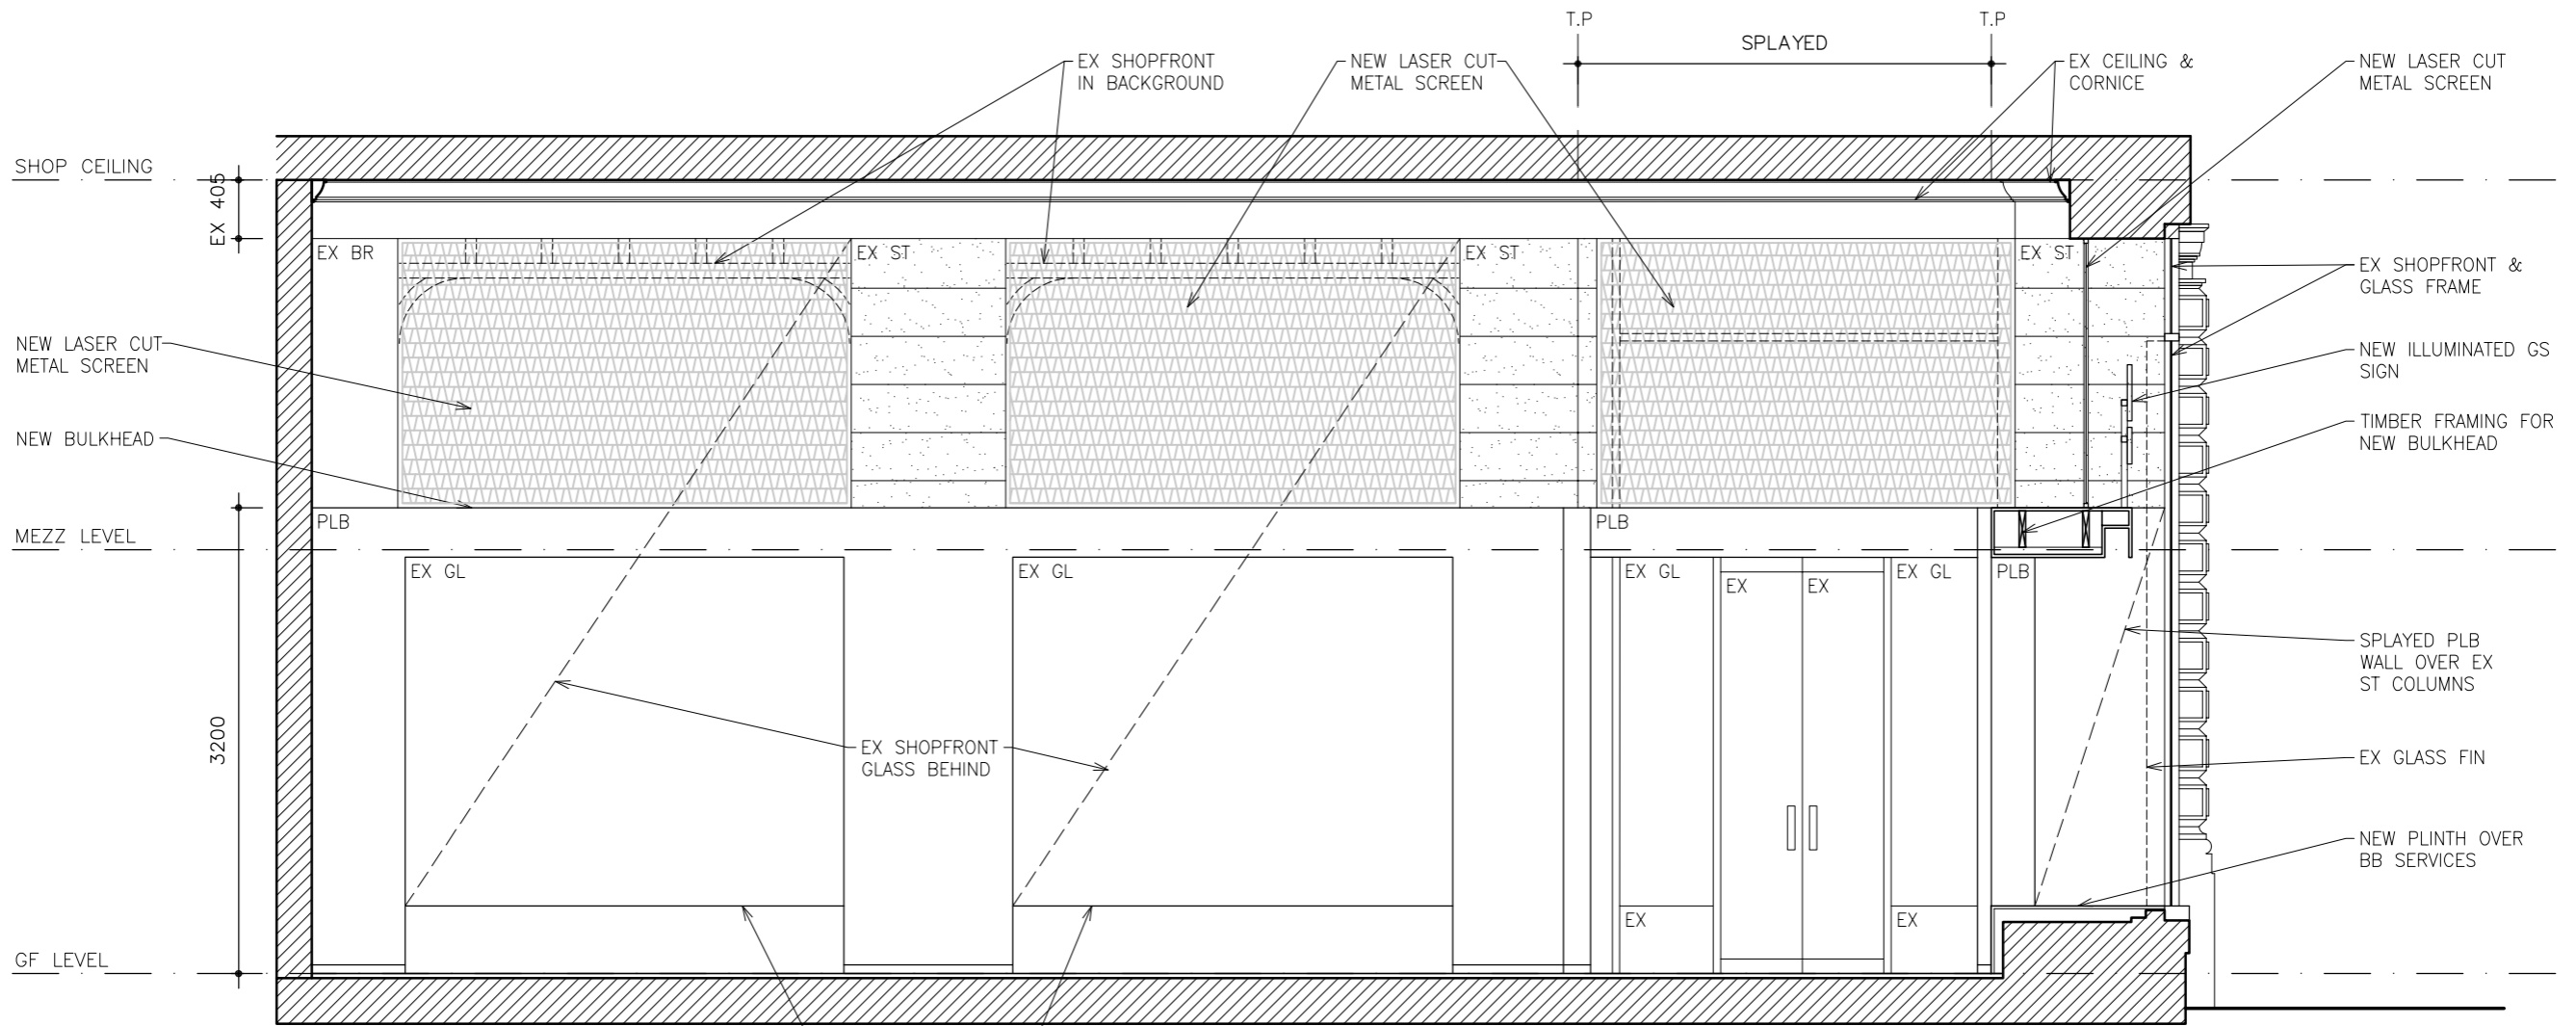 T.P
T.P
SPLAYED
EX SHOPFRONT
IN BACKGROUND
NEW LASER CUT
METAL SCREEN
EX CEILING &
CORNICE
NEW LASER CUT
METAL SCREEN
SHOP CEILING
EX 405
EX BR
EX ST
EX ST
EX ST
EX SHOPFRONT &
GLASS FRAME
NEW LASER CUT
METAL SCREEN
NEW ILLUMINATED GS
SIGN
NEW BULKHEAD
TIMBER FRAMING FOR
NEW BULKHEAD
PLB
PLB
MEZZ LEVEL
EX GL
EX GL
EX GL
EX
EX
EX GL
PLB
SPLAYED PLB
WALL OVER EX
ST COLUMNS
3200
EX SHOPFRONT
GLASS BEHIND
EX GLASS FIN
NEW PLINTH OVER
BB SERVICES
EX
EX
GF LEVEL